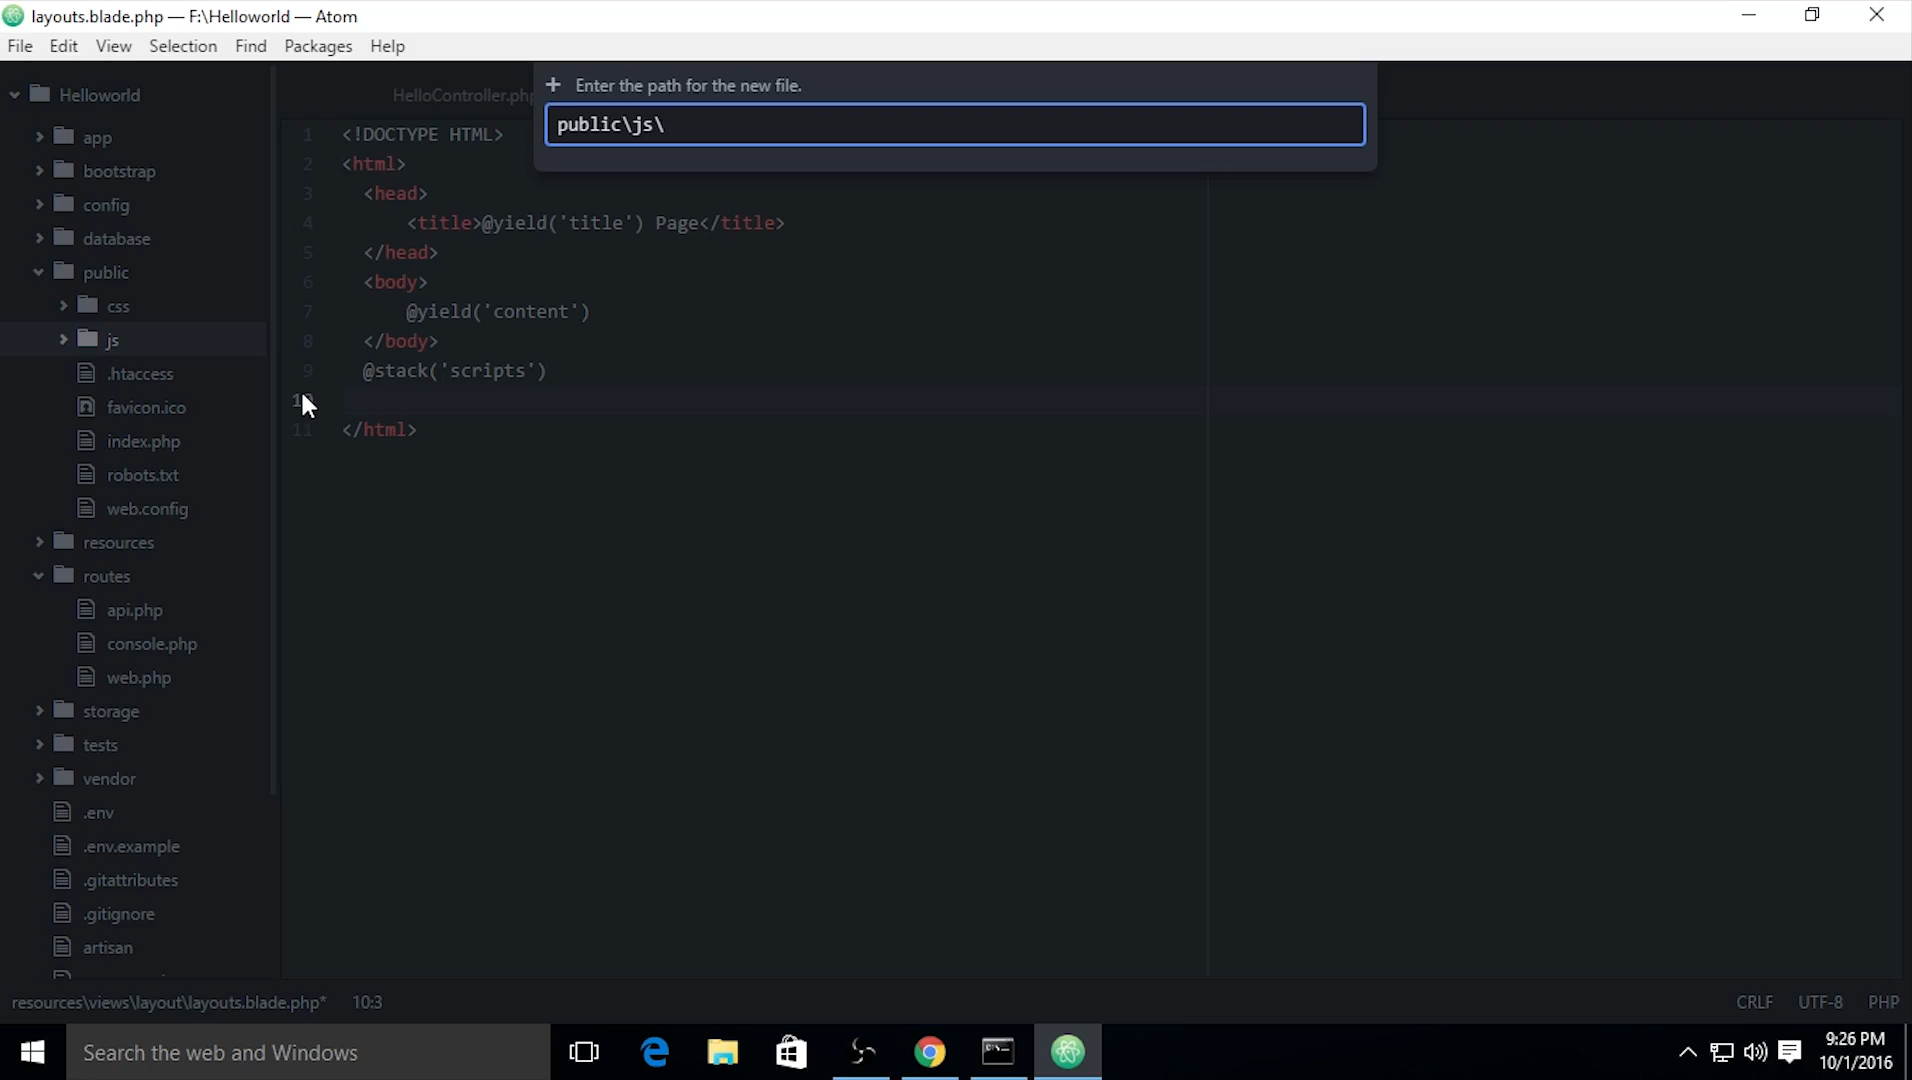 layouts.blade.php — F:\Helloworld — Atom
File Edit View Selection Find Packages Help
Enter the path for the new file.
public\js\
Helloworld
app
bootstrap
config
database
public
css
js
.htaccess
favicon.ico
index.php
robots.txt
web.config
resources
routes
api.php
console.php
web.php
storage
tests
vendor
.env
.env.example
.gitattributes
.gitignore
artisan
HelloController.php
1 <!DOCTYPE HTML>
2 <html>
3 <head>
4 <title>@yield('title') Page</title>
5 </head>
6 <body>
7 @yield('content')
8 </body>
9 @stack('scripts')
11 </html>
resources\views\layout\layouts.blade.php* 10:3 CRLF UTF-8 PHP
Search the web and Windows
9:26 PM
10/1/2016